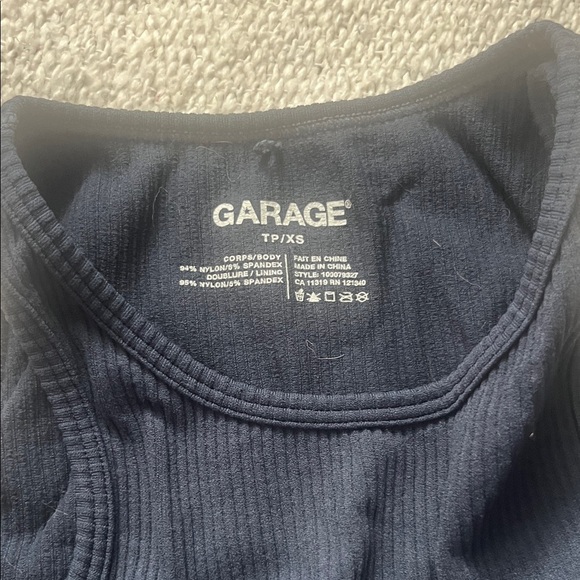 GARAGE®
TP/XS
CORPS/BODY
94% NYLON/6% SPANDEX
DOUBLURE / LINING
95% NYLON/5% SPANDEX
FAIT EN CHINE
MADE IN CHINA
STYLE: 100079327
CA 11319 RN 121340